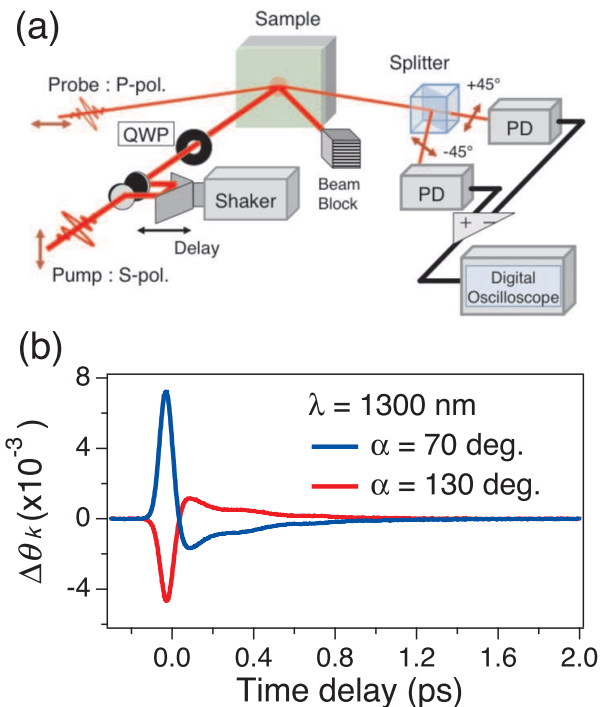 (a)
Sample
Splitter
Probe : P-pol.
+45°
QWP
PD
-45°
PD
Shaker
Beam
Block
+ −
Delay
Pump : S-pol.
Digital
Oscilloscope
(b)
8
λ = 1300 nm
4
α = 70 deg.
α = 130 deg.
0
-4
Δθk (x10-3)
0.0 0.4 0.8 1.2 1.6 2.0
Time delay (ps)